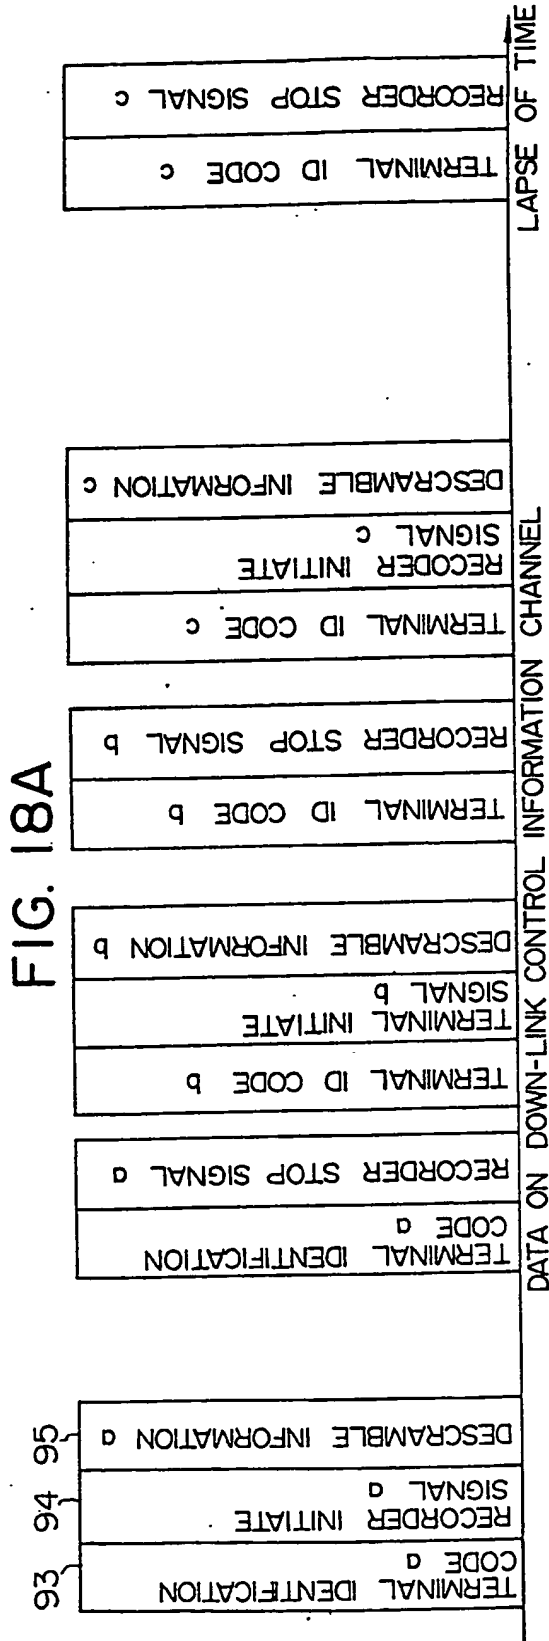 FIG. 18A
93
94
95
TERMINAL IDENTIFICATION
CODE a
RECORDER INITIATE
SIGNAL a
DESCRAMBLE INFORMATION a
TERMINAL IDENTIFICATION
CODE a
RECORDER STOP SIGNAL a
TERMINAL ID CODE b
TERMINAL INITIATE
SIGNAL b
DESCRAMBLE INFORMATION b
TERMINAL ID CODE b
RECORDER STOP SIGNAL b
TERMINAL ID CODE c
RECODER INITIATE
SIGNAL c
DESCRAMBLE INFORMATION c
TERMINAL ID CODE c
RECORDER STOP SIGNAL c
DATA ON DOWN-LINK CONTROL INFORMATION CHANNEL
LAPSE OF TIME